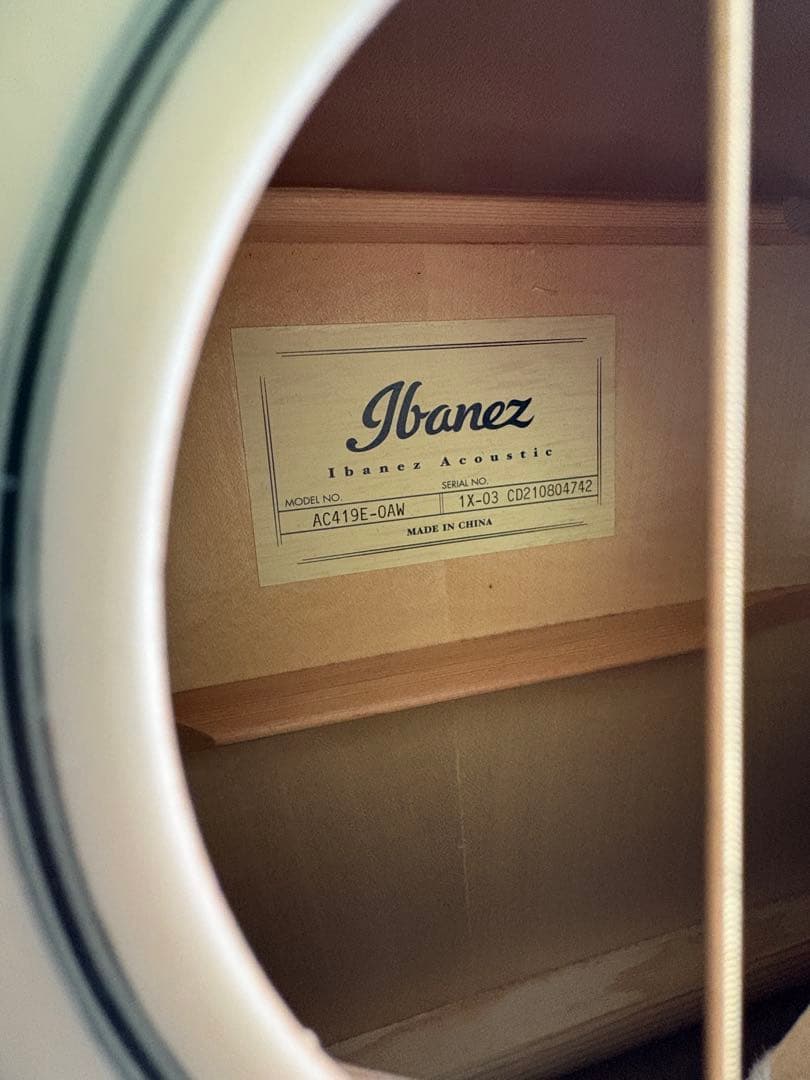 Ibanez
Ibanez Acoustic
MODEL NO.
SERIAL NO.
AC419E-OAW
1X-03 CD210804742
MADE IN CHINA